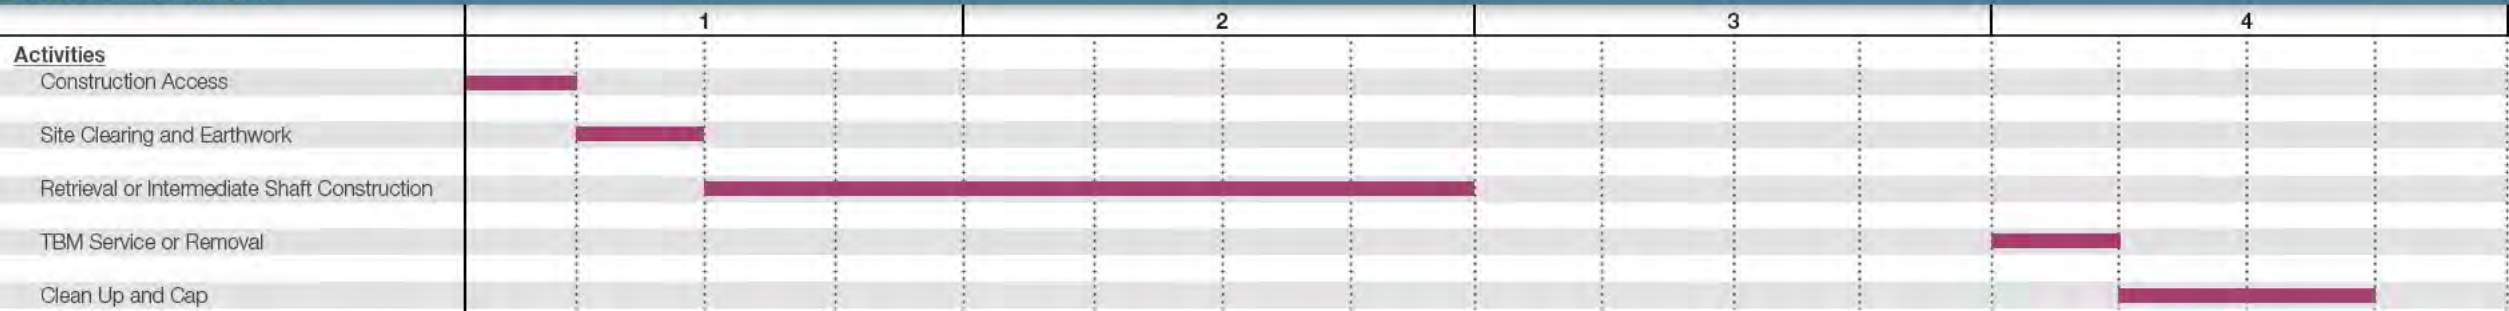 1 2 3 4
Activities
Construction Access
Site Clearing and Earthwork
Retrieval or Intermediate Shaft Construction
TBM Service or Removal
Clean Up and Cap